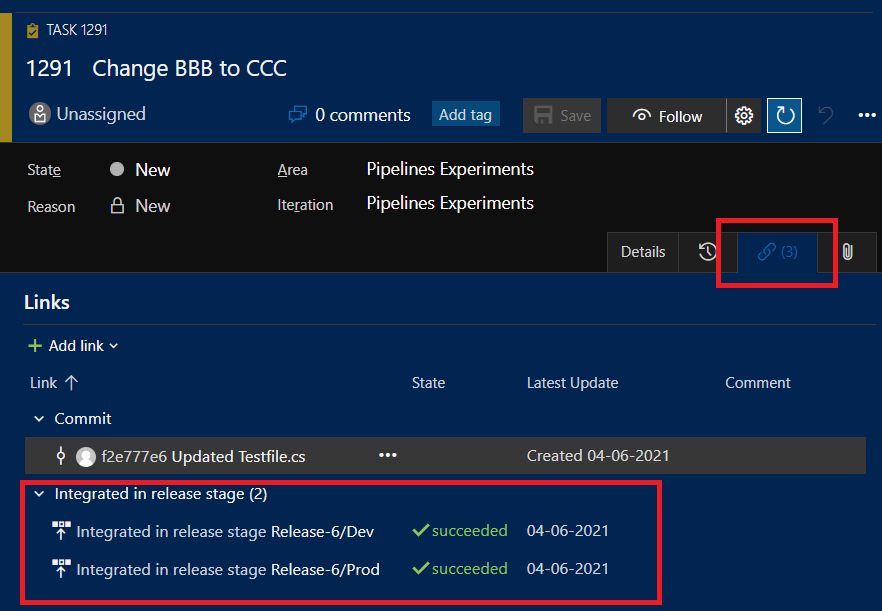 TASK 1291
1291 Change BBB to CCC
Unassigned 0 comments Add tag Save Follow
State New Area Pipelines Experiments
Reason New Iteration Pipelines Experiments
Details (3)
Links
Add link
Link State Latest Update Comment
Commit
f2e777e6 Updated Testfile.cs ••• Created 04-06-2021
Integrated in release stage (2)
Integrated in release stage Release-6/Dev succeeded 04-06-2021
Integrated in release stage Release-6/Prod succeeded 04-06-2021